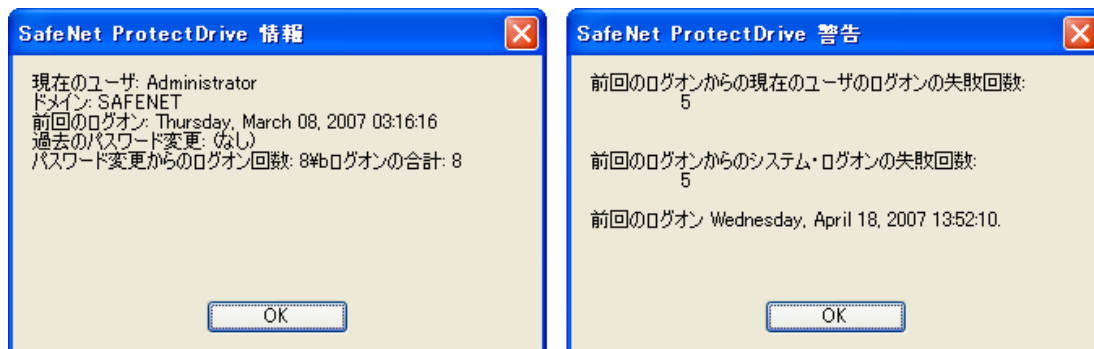 SafeNet ProtectDrive 情報
現在のユーザ: Administrator
ドメイン: SAFENET
前回のログオン: Thursday, March 08, 2007 03:16:16
過去のパスワード変更: (なし)
パスワード変更からのログオン回数: 8¥bログオンの合計: 8
OK
SafeNet ProtectDrive 警告
前回のログオンからの現在のユーザのログオンの失敗回数:
5
前回のログオンからのシステム・ログオンの失敗回数:
5
前回のログオン Wednesday, April 18, 2007 13:52:10.
OK